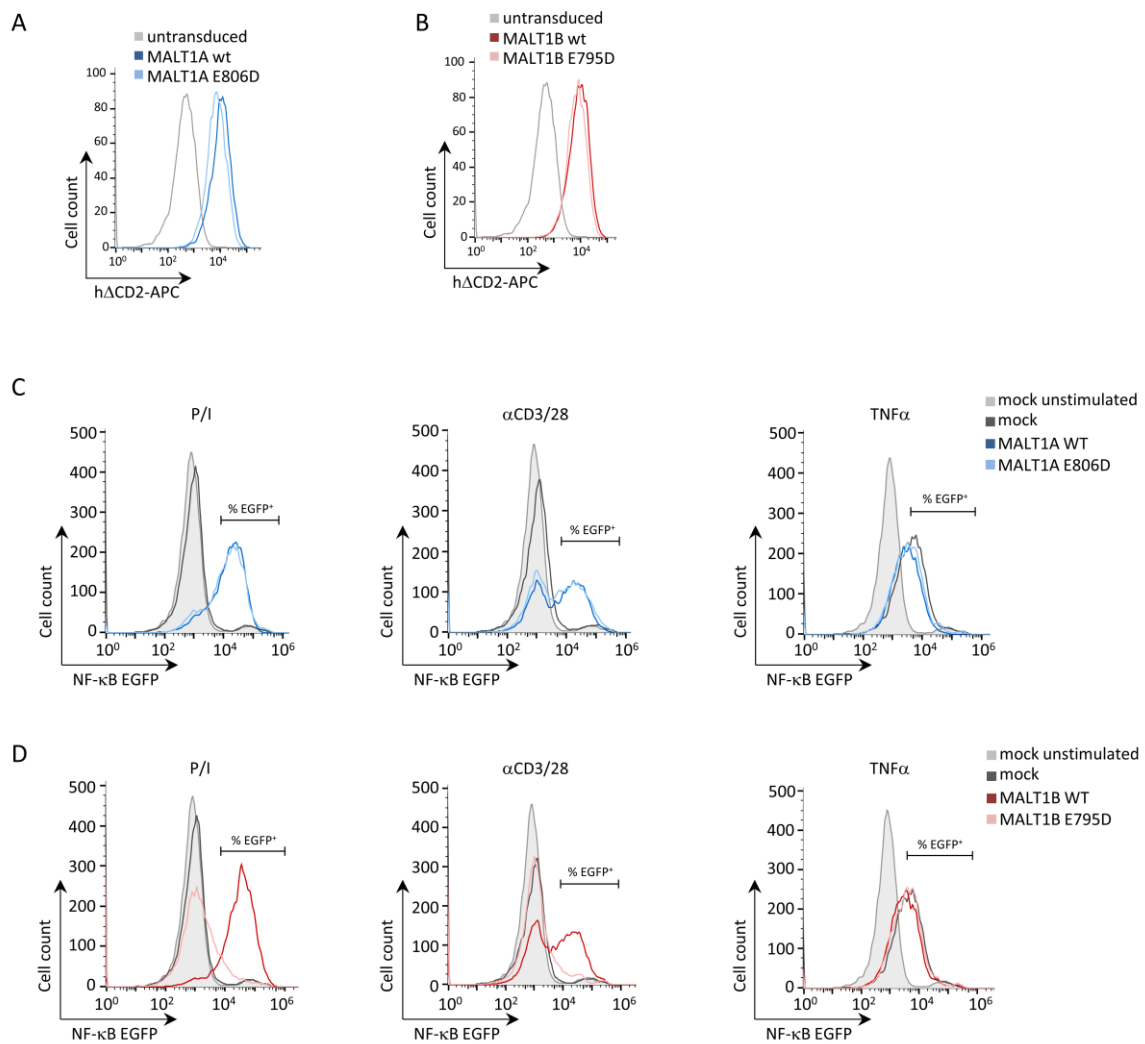 A
untransduced
MALT1A wt
MALT1A E806D
100
80
60
40
20
0
Cell count
10⁰ 10² 10⁴
hΔCD2-APC
B
untransduced
MALT1B wt
MALT1B E795D
100
80
60
40
20
0
Cell count
10⁰ 10² 10⁴
hΔCD2-APC
C
P/I
500
400
300
200
100
0
% EGFP⁺
Cell count
10⁰ 10² 10⁴ 10⁶
NF-κB EGFP
αCD3/28
500
400
300
200
100
0
% EGFP⁺
Cell count
10⁰ 10² 10⁴ 10⁶
NF-κB EGFP
TNFα
500
400
300
200
100
0
% EGFP⁺
Cell count
10⁰ 10² 10⁴ 10⁶
NF-κB EGFP
mock unstimulated
mock
MALT1A WT
MALT1A E806D
D
P/I
500
400
300
200
100
0
% EGFP⁺
Cell count
10⁰ 10² 10⁴ 10⁶
NF-κB EGFP
αCD3/28
500
400
300
200
100
0
% EGFP⁺
Cell count
10⁰ 10² 10⁴ 10⁶
NF-κB EGFP
TNFα
500
400
300
200
100
0
% EGFP⁺
Cell count
10⁰ 10² 10⁴ 10⁶
NF-κB EGFP
mock unstimulated
mock
MALT1B WT
MALT1B E795D